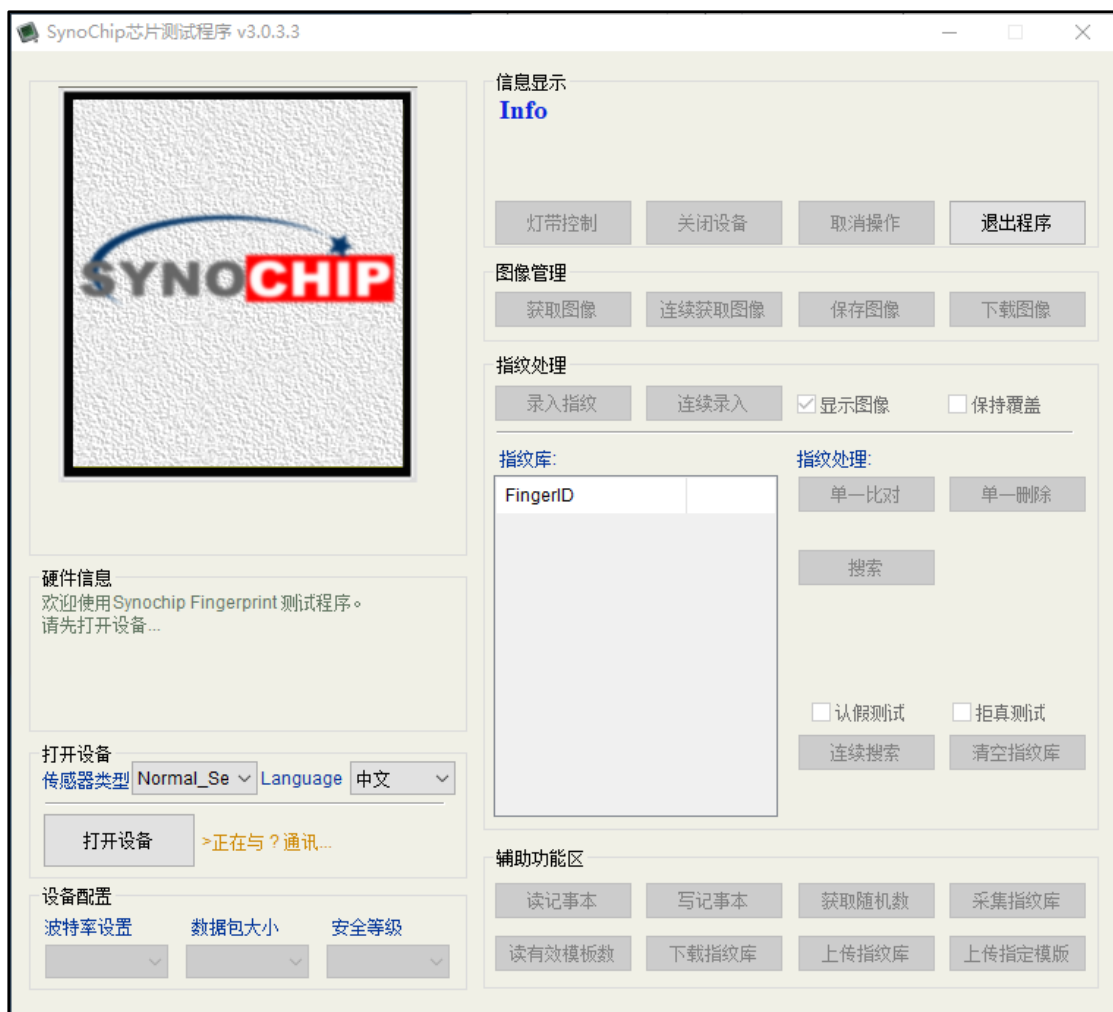 SynoChip芯片测试程序 v3.0.3.3
SYNOCHIP
硬件信息
欢迎使用Synochip Fingerprint 测试程序。
请先打开设备...
打开设备
传感器类型 Normal_Se Language 中文
打开设备 >正在与？通讯...
设备配置
波特率设置 数据包大小 安全等级
信息显示
Info
灯带控制 关闭设备 取消操作 退出程序
图像管理
获取图像 连续获取图像 保存图像 下载图像
指纹处理
录入指纹 连续录入 显示图像 保持覆盖
指纹库: 指纹处理:
FingerID 单一比对 单一删除
搜索
认假测试 拒真测试
连续搜索 清空指纹库
辅助功能区
读记事本 写记事本 获取随机数 采集指纹库
读有效模板数 下载指纹库 上传指纹库 上传指定模版